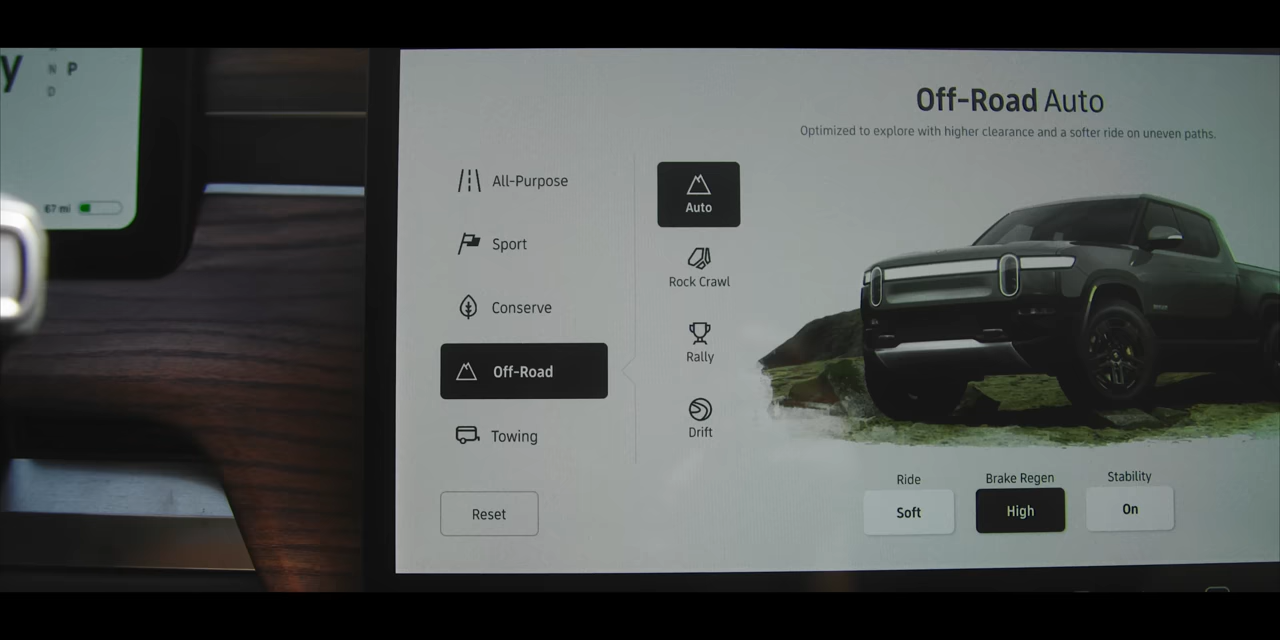 y
N P
D
67 mi
Off-Road Auto
Optimized to explore with higher clearance and a softer ride on uneven paths.
All-Purpose
Sport
Conserve
Off-Road
Towing
Reset
Auto
Rock Crawl
Rally
Drift
Ride
Brake Regen
Stability
Soft
High
On